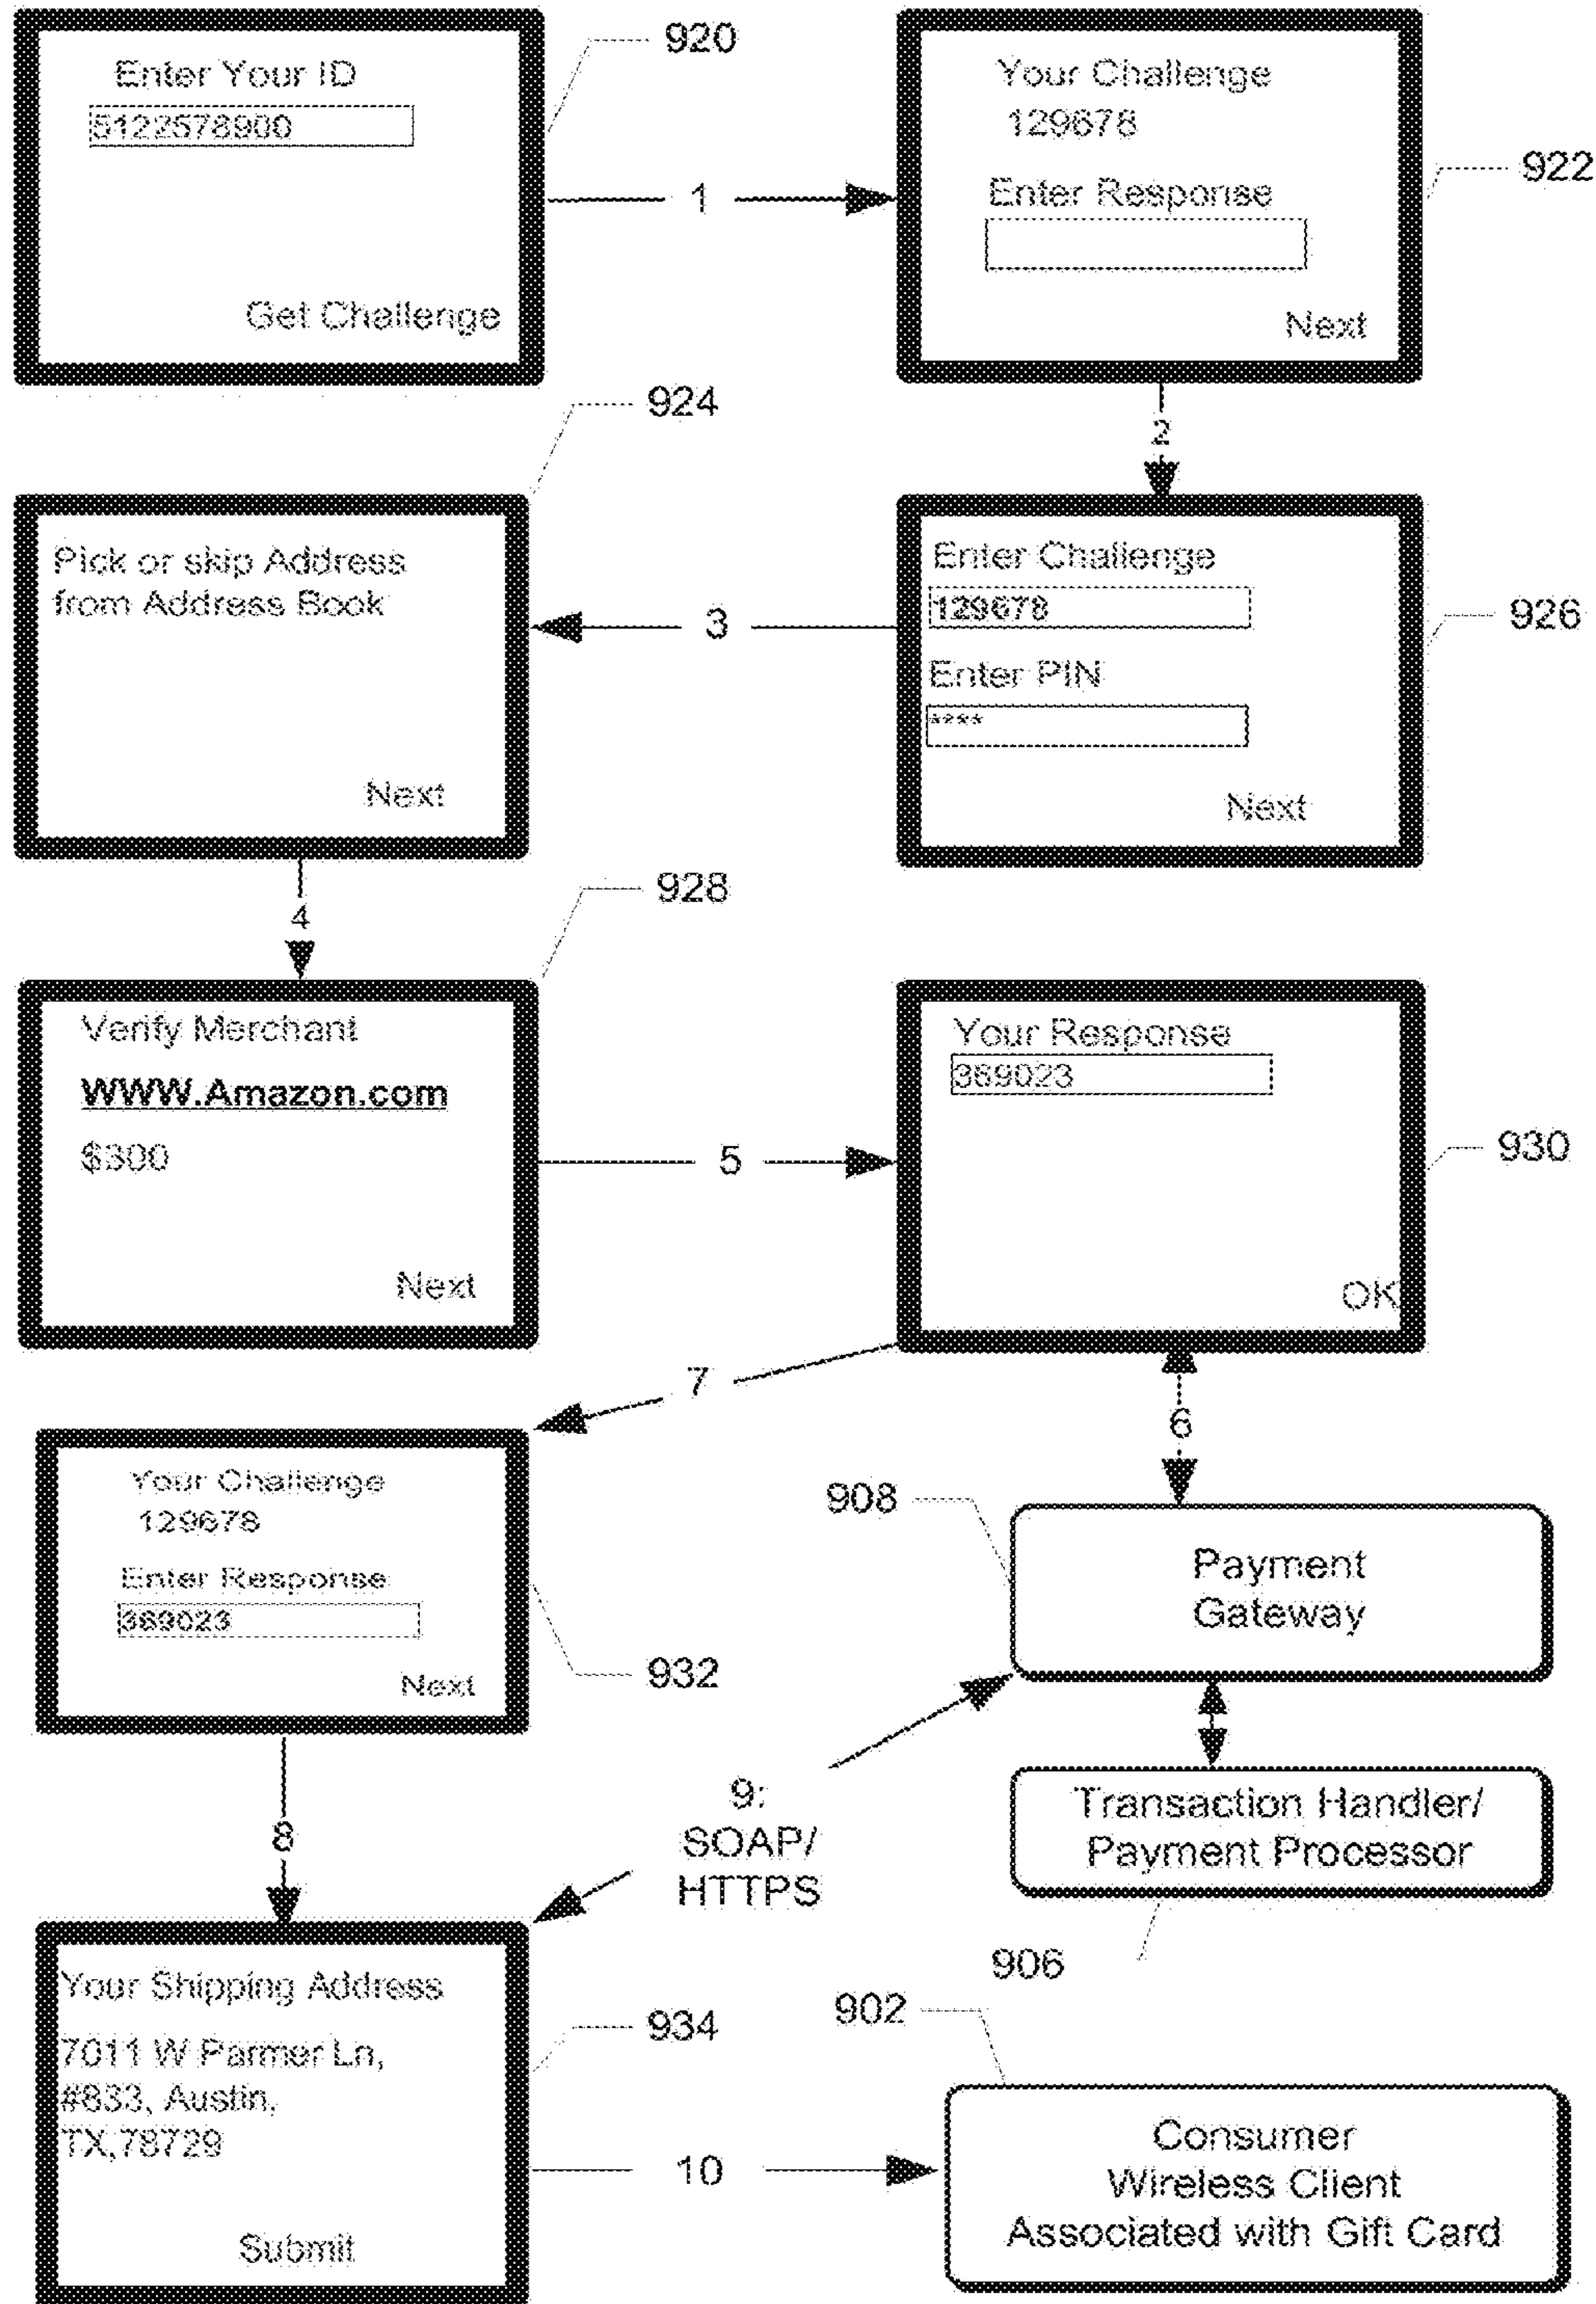 Enter Your ID
5122578900
Get Challenge
920
1
Your Challenge
129678
Enter Response
Next
922
2
924
Pick or skip Address
from Address Book
Next
3
Enter Challenge
129678
Enter PIN
****
Next
926
4
928
Verify Merchant
WWW.Amazon.com
$300
Next
5
Your Response
369023
OK
930
7
6
Your Challenge
129678
Enter Response
369023
Next
932
908
Payment
Gateway
8
9:
SOAP/
HTTPS
Transaction Handler/
Payment Processor
906
Your Shipping Address
7011 W Parmer Ln,
#833, Austin,
TX,78729
Submit
934
10
902
Consumer
Wireless Client
Associated with Gift Card